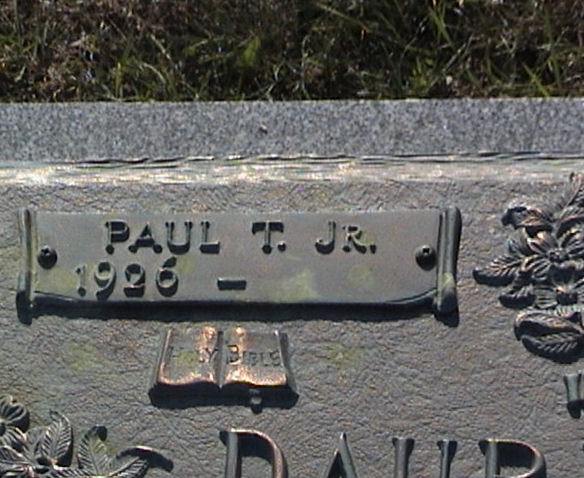 PAUL T. JR.
1926 –
HOLY BIBLE